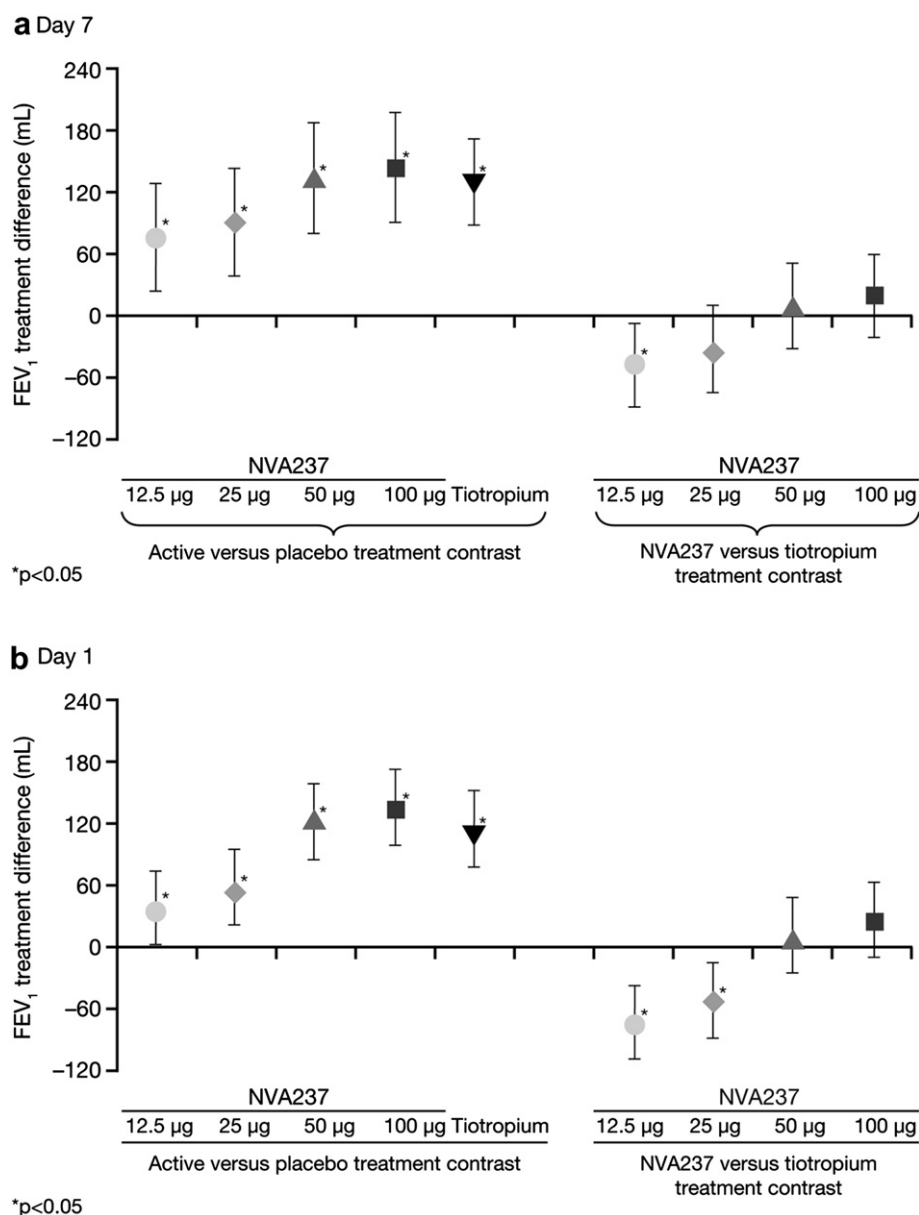 a Day 7
240
180
120
60
0
−60
−120
FEV1 treatment difference (mL)
* * * * *
*
NVA237 NVA237
12.5 µg 25 µg 50 µg 100 µg Tiotropium 12.5 µg 25 µg 50 µg 100 µg
Active versus placebo treatment contrast
NVA237 versus tiotropium
treatment contrast
*p<0.05
b Day 1
240
180
120
60
0
−60
−120
FEV1 treatment difference (mL)
* * * * *
* *
NVA237 NVA237
12.5 µg 25 µg 50 µg 100 µg Tiotropium 12.5 µg 25 µg 50 µg 100 µg
Active versus placebo treatment contrast
NVA237 versus tiotropium
treatment contrast
*p<0.05